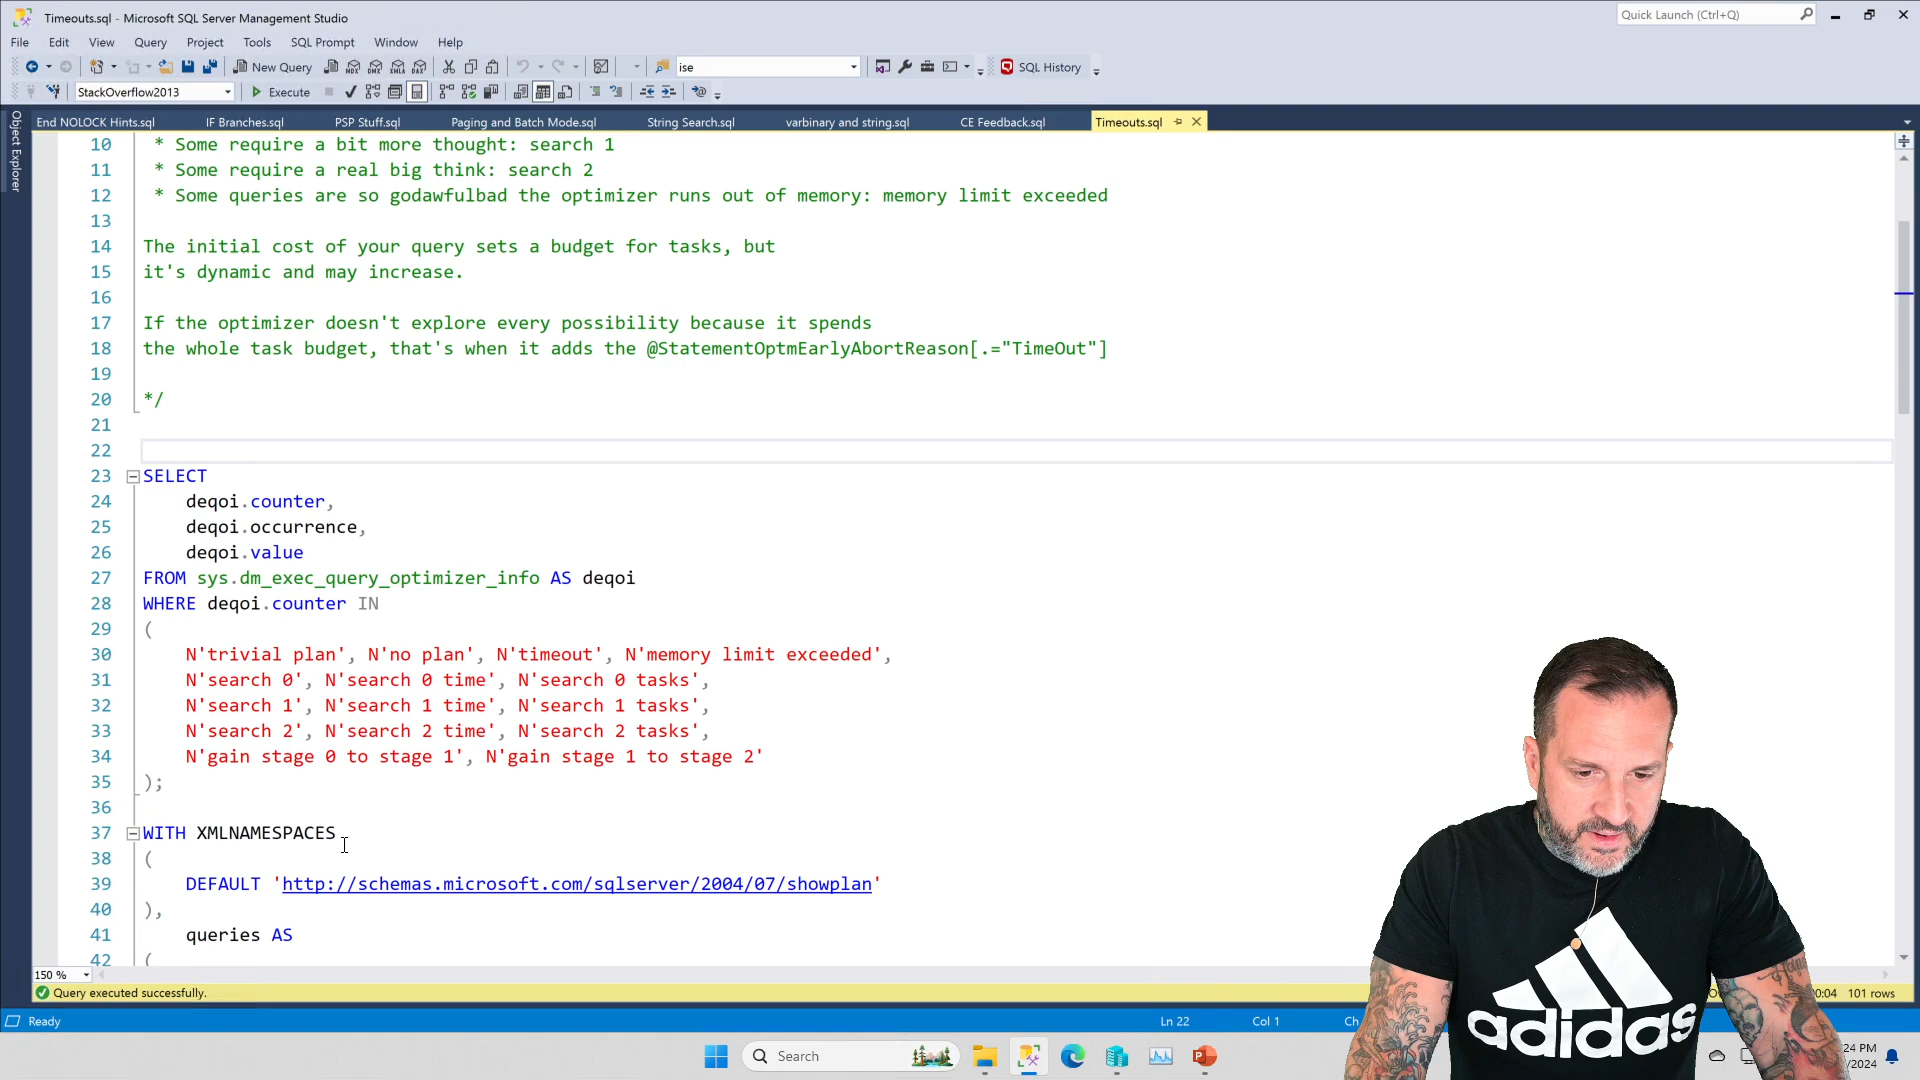 Timeouts.sql - Microsoft SQL Server Management Studio
Quick Launch (Ctrl+Q)
File Edit View Query Project Tools SQL Prompt Window Help
New Query
ise
SQL History
StackOverflow2013
Execute
End NOLOCK Hints.sql IF Branches.sql PSP Stuff.sql Paging and Batch Mode.sql String Search.sql varbinary and string.sql CE Feedback.sql Timeouts.sql
Object Explorer
10 * Some require a bit more thought: search 1
11 * Some require a real big think: search 2
12 * Some queries are so godawfulbad the optimizer runs out of memory: memory limit exceeded
13
14 The initial cost of your query sets a budget for tasks, but
15 it's dynamic and may increase.
16
17 If the optimizer doesn't explore every possibility because it spends
18 the whole task budget, that's when it adds the @StatementOptmEarlyAbortReason[.="TimeOut"]
19
20 */
21
22
23 SELECT
24 deqoi.counter,
25 deqoi.occurrence,
26 deqoi.value
27 FROM sys.dm_exec_query_optimizer_info AS deqoi
28 WHERE deqoi.counter IN
29 (
30 N'trivial plan', N'no plan', N'timeout', N'memory limit exceeded',
31 N'search 0', N'search 0 time', N'search 0 tasks',
32 N'search 1', N'search 1 time', N'search 1 tasks',
33 N'search 2', N'search 2 time', N'search 2 tasks',
34 N'gain stage 0 to stage 1', N'gain stage 1 to stage 2'
35 );
36
37 WITH XMLNAMESPACES
38 (
39 DEFAULT 'http://schemas.microsoft.com/sqlserver/2004/07/showplan'
40 ),
41 queries AS
42 (
150 %
Query executed successfully.
0:04 101 rows
Ready
Ln 22 Col 1 Ch
Search
24 PM
/2024
adidas